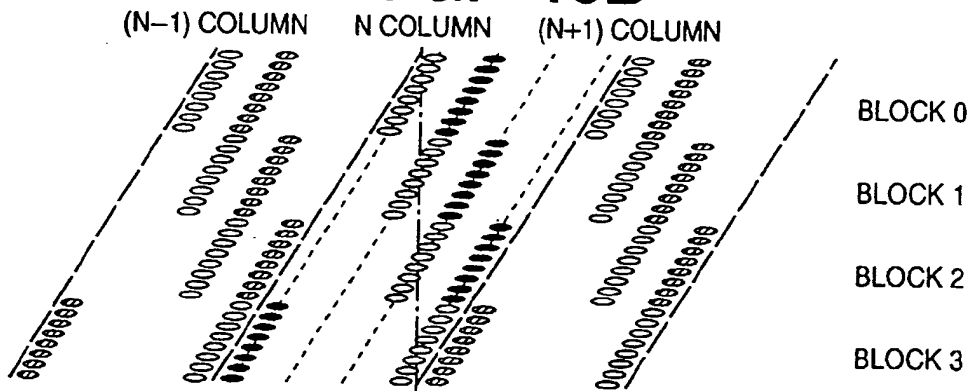 (N−1) COLUMN N COLUMN (N+1) COLUMN
BLOCK 0
BLOCK 1
BLOCK 2
BLOCK 3